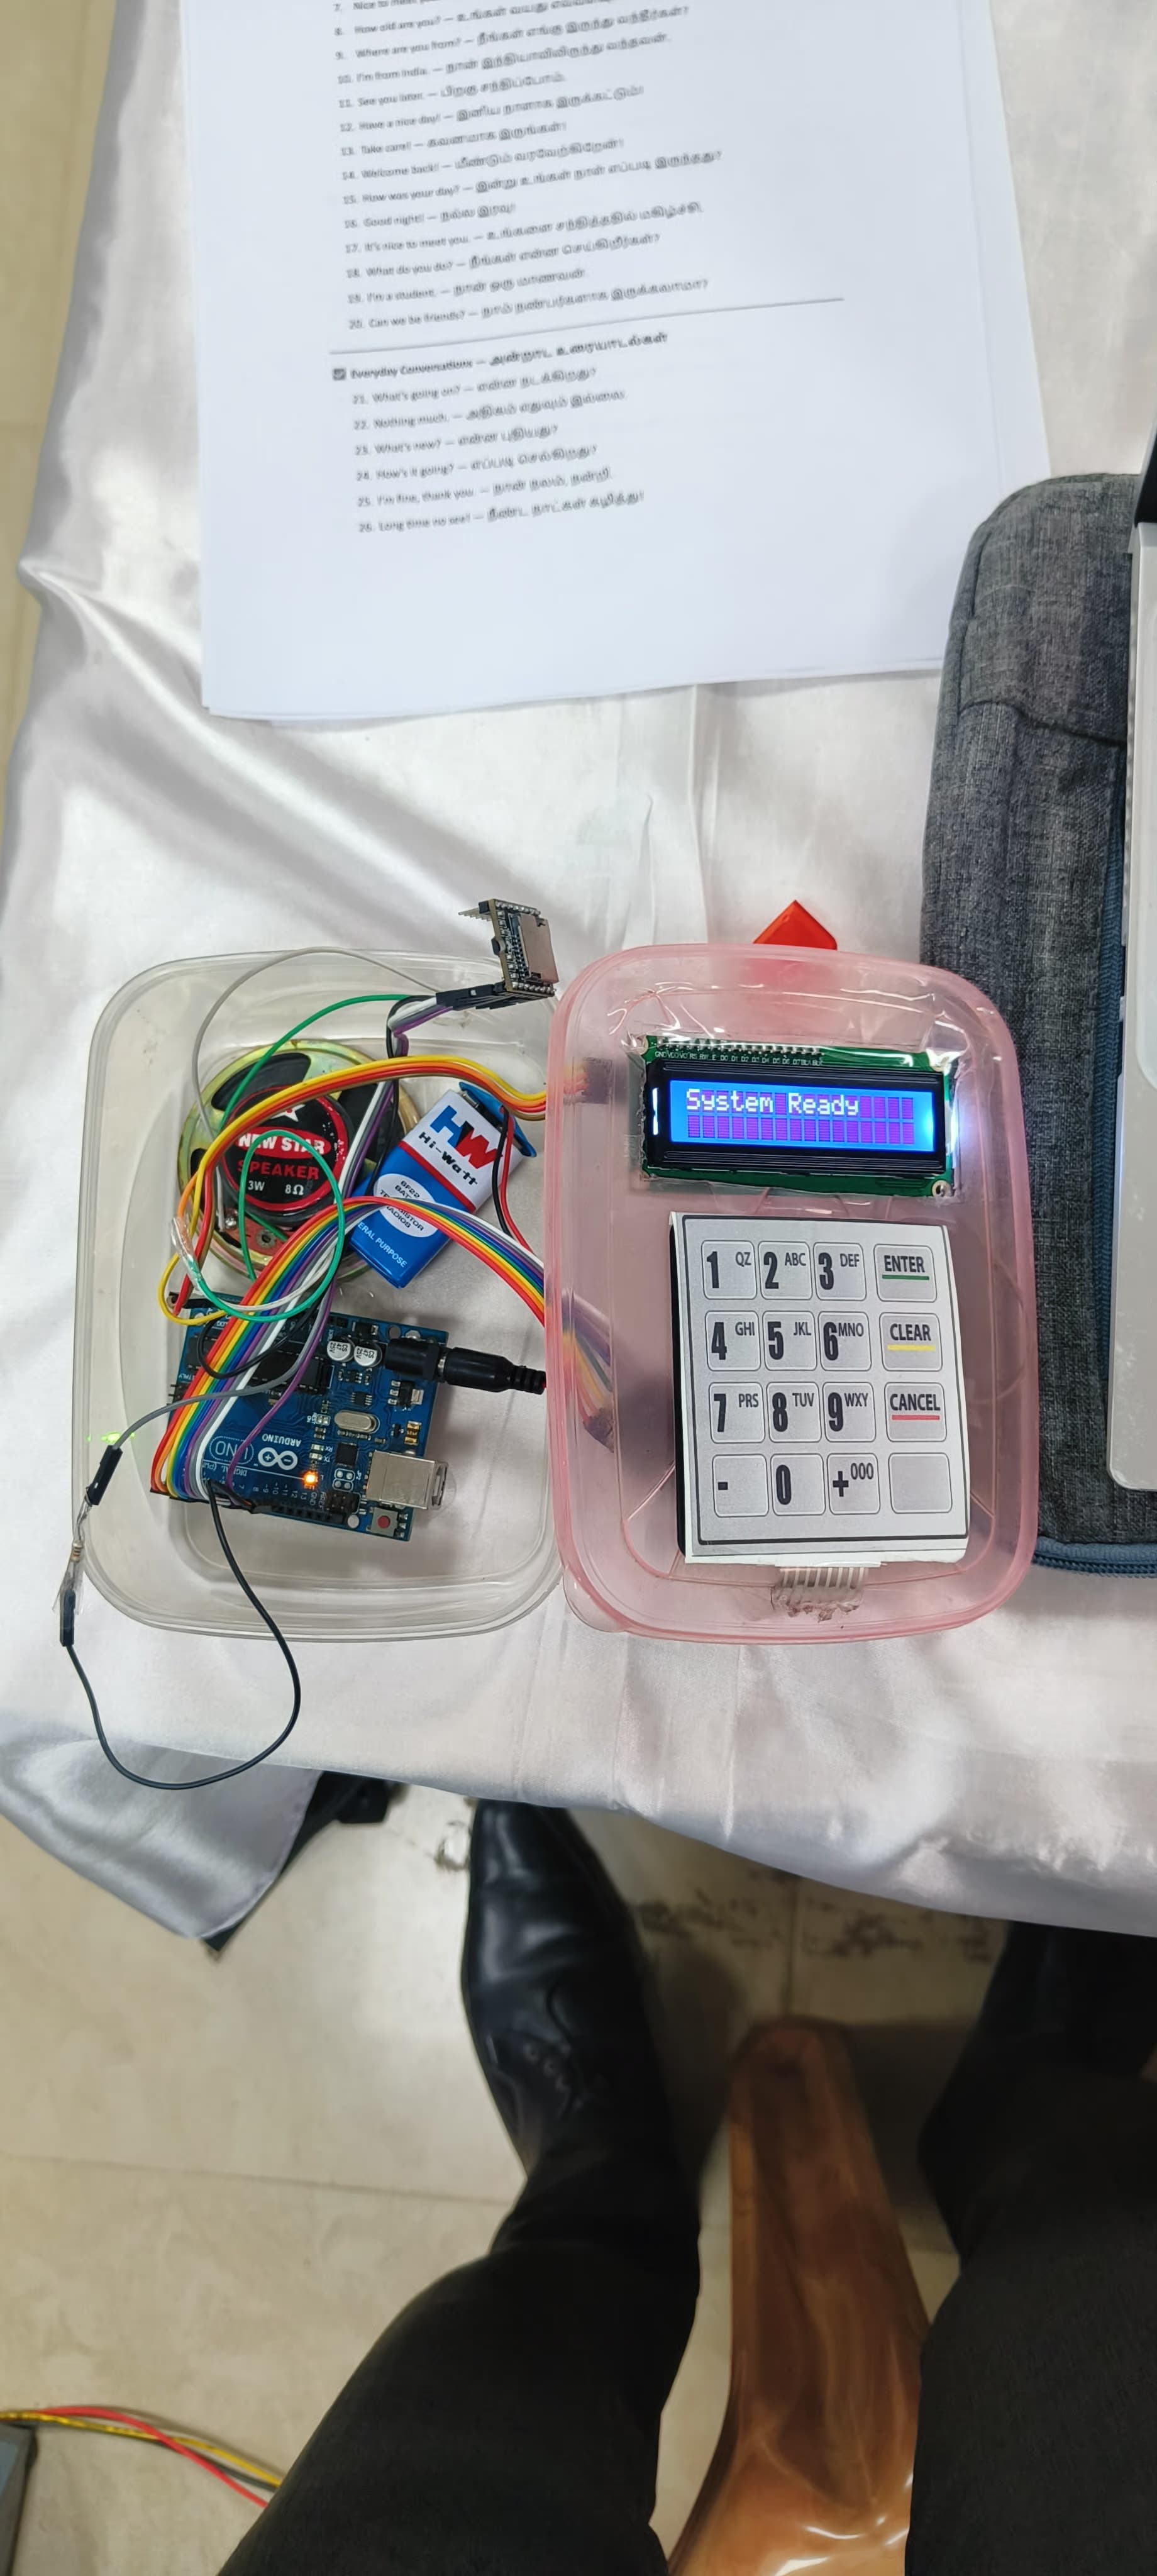 8. How old are you? — உங்கள் வயது
9. Where are you from? — நீங்கள் எங்கு இருந்து வந்தீர்கள்?
10. I'm from India. — நான் இந்தியாவிலிருந்து வந்தவன்.
11. See you later. — பிறகு சந்திப்போம்.
12. Have a nice day! — இனிய நாளாக இருக்கட்டும்!
13. Take care! — கவனமாக இருங்கள்!
14. Welcome back! — மீண்டும் வரவேற்கிறேன்!
15. How was your day? — இன்று உங்கள் நாள் எப்படி இருந்தது?
16. Good night! — நல்ல இரவு!
17. It's nice to meet you. — உங்களை சந்தித்ததில் மகிழ்ச்சி.
18. What do you do? — நீங்கள் என்ன செய்கிறீர்கள்?
19. I'm a student. — நான் ஒரு மாணவன்.
20. Can we be friends? — நாம் நண்பர்களாக இருக்கலாமா?
Everyday Conversations — அன்றாட உரையாடல்கள்
21. What's going on? — என்ன நடக்கிறது?
22. Nothing much. — அதிகம் எதுவும் இல்லை.
23. What's new? — என்ன புதியது?
24. How's it going? — எப்படி செல்கிறது?
25. I'm fine, thank you. — நான் நலம், நன்றி.
26. Long time no see! — நீண்ட நாட்கள் கழித்து!
System Ready
NEW STAR
SPEAKER
3W 8Ω
HW
Hi-Watt
6F22
GENERAL PURPOSE
ARDUINO
UNO
1 QZ 2 ABC 3 DEF ENTER
4 GHI 5 JKL 6 MNO CLEAR
7 PRS 8 TUV 9 WXY CANCEL
- 0 +000